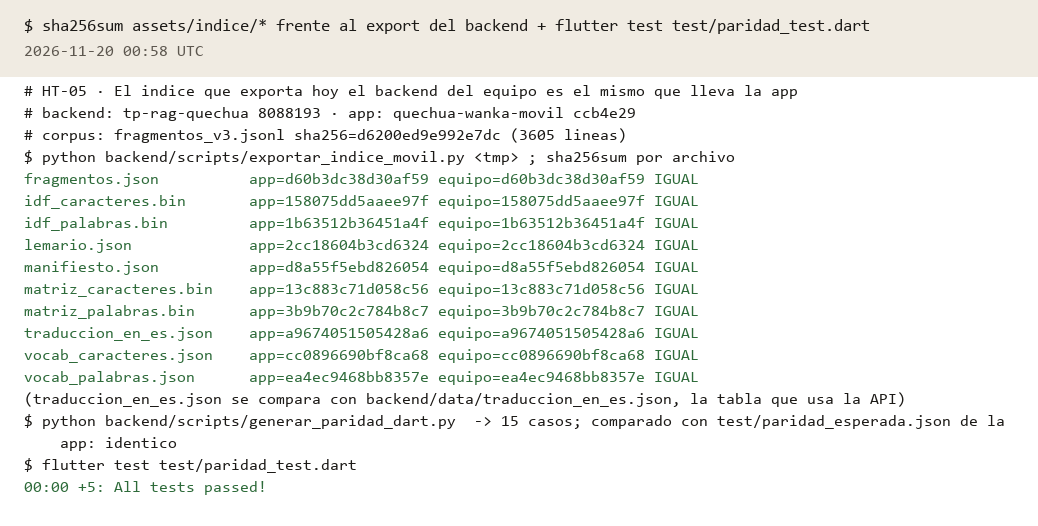 $ sha256sum assets/indice/* frente al export del backend + flutter test test/paridad_test.dart
2026-11-20 00:58 UTC
# HT-05 · El indice que exporta hoy el backend del equipo es el mismo que lleva la app
# backend: tp-rag-quechua 8088193 · app: quechua-wanka-movil ccb4e29
# corpus: fragmentos_v3.jsonl sha256=d6200ed9e992e7dc (3605 lineas)
$ python backend/scripts/exportar_indice_movil.py <tmp> ; sha256sum por archivo
fragmentos.json app=d60b3dc38d30af59 equipo=d60b3dc38d30af59 IGUAL
idf_caracteres.bin app=158075dd5aaee97f equipo=158075dd5aaee97f IGUAL
idf_palabras.bin app=1b63512b36451a4f equipo=1b63512b36451a4f IGUAL
lemario.json app=2cc18604b3cd6324 equipo=2cc18604b3cd6324 IGUAL
manifiesto.json app=d8a55f5ebd826054 equipo=d8a55f5ebd826054 IGUAL
matriz_caracteres.bin app=13c883c71d058c56 equipo=13c883c71d058c56 IGUAL
matriz_palabras.bin app=3b9b70c2c784b8c7 equipo=3b9b70c2c784b8c7 IGUAL
traduccion_en_es.json app=a9674051505428a6 equipo=a9674051505428a6 IGUAL
vocab_caracteres.json app=cc0896690bf8ca68 equipo=cc0896690bf8ca68 IGUAL
vocab_palabras.json app=ea4ec9468bb8357e equipo=ea4ec9468bb8357e IGUAL
(traduccion_en_es.json se compara con backend/data/traduccion_en_es.json, la tabla que usa la API)
$ python backend/scripts/generar_paridad_dart.py -> 15 casos; comparado con test/paridad_esperada.json de la
app: identico
$ flutter test test/paridad_test.dart
00:00 +5: All tests passed!